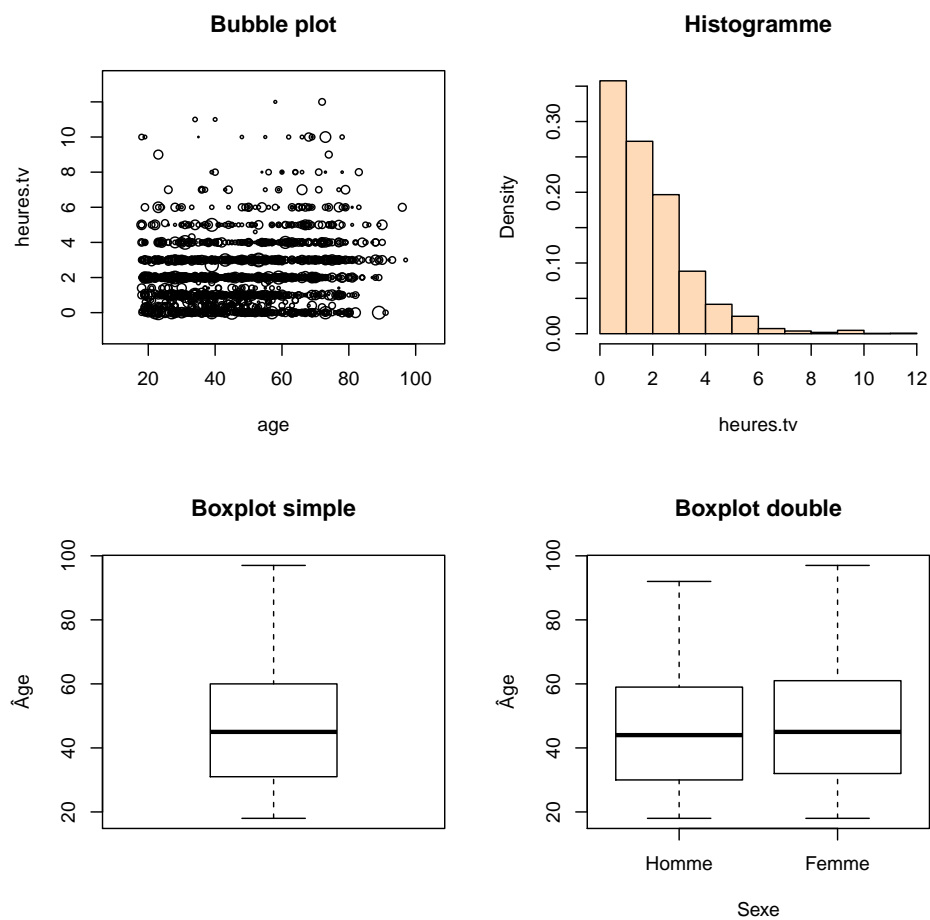 Bubble plot
heures.tv
0 2 4 6 8 10
20 40 60 80 100
age
Histogramme
Density
0.00 0.10 0.20 0.30
0 2 4 6 8 10 12
heures.tv
Boxplot simple
Âge
20 40 60 80 100
Boxplot double
Âge
20 40 60 80 100
Homme Femme
Sexe